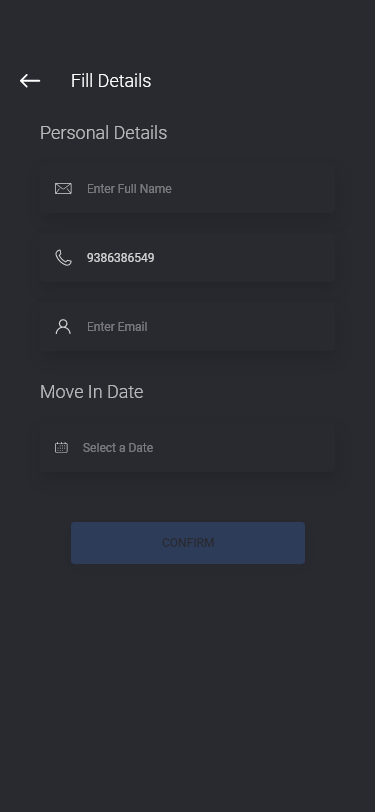 Fill Details
Personal Details
Enter Full Name
9386386549
Enter Email
Move In Date
Select a Date
CONFIRM